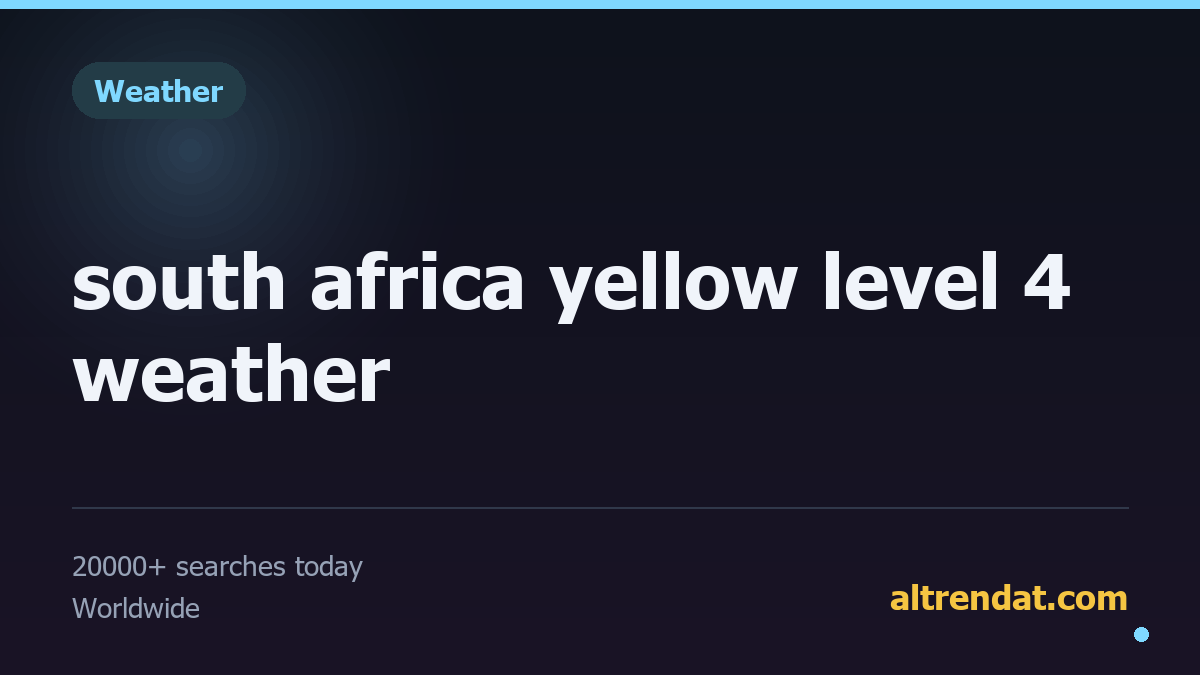 Weather
south africa yellow level 4
weather
20000+ searches today
Worldwide
altrendat.com